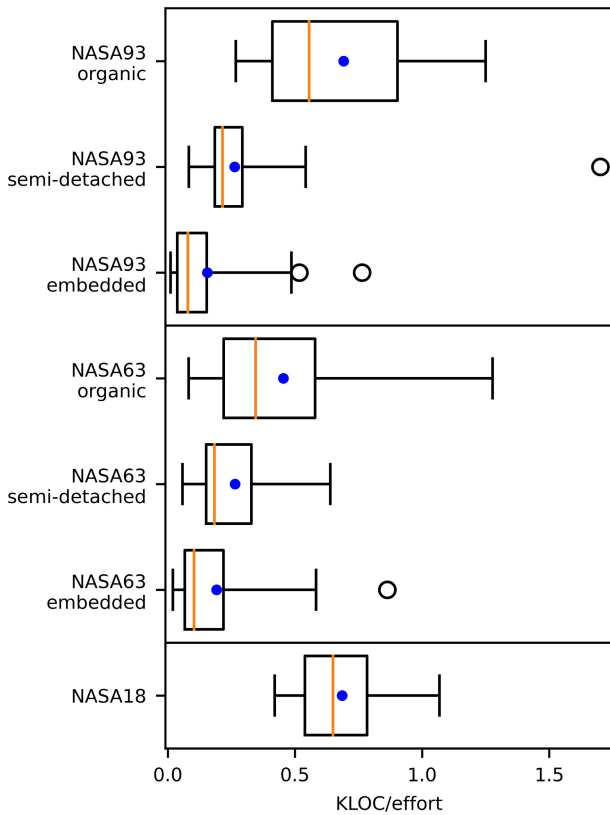 NASA93
organic
NASA93
semi-detached
NASA93
embedded
NASA63
organic
NASA63
semi-detached
NASA63
embedded
NASA18
0.0 0.5 1.0 1.5
KLOC/effort